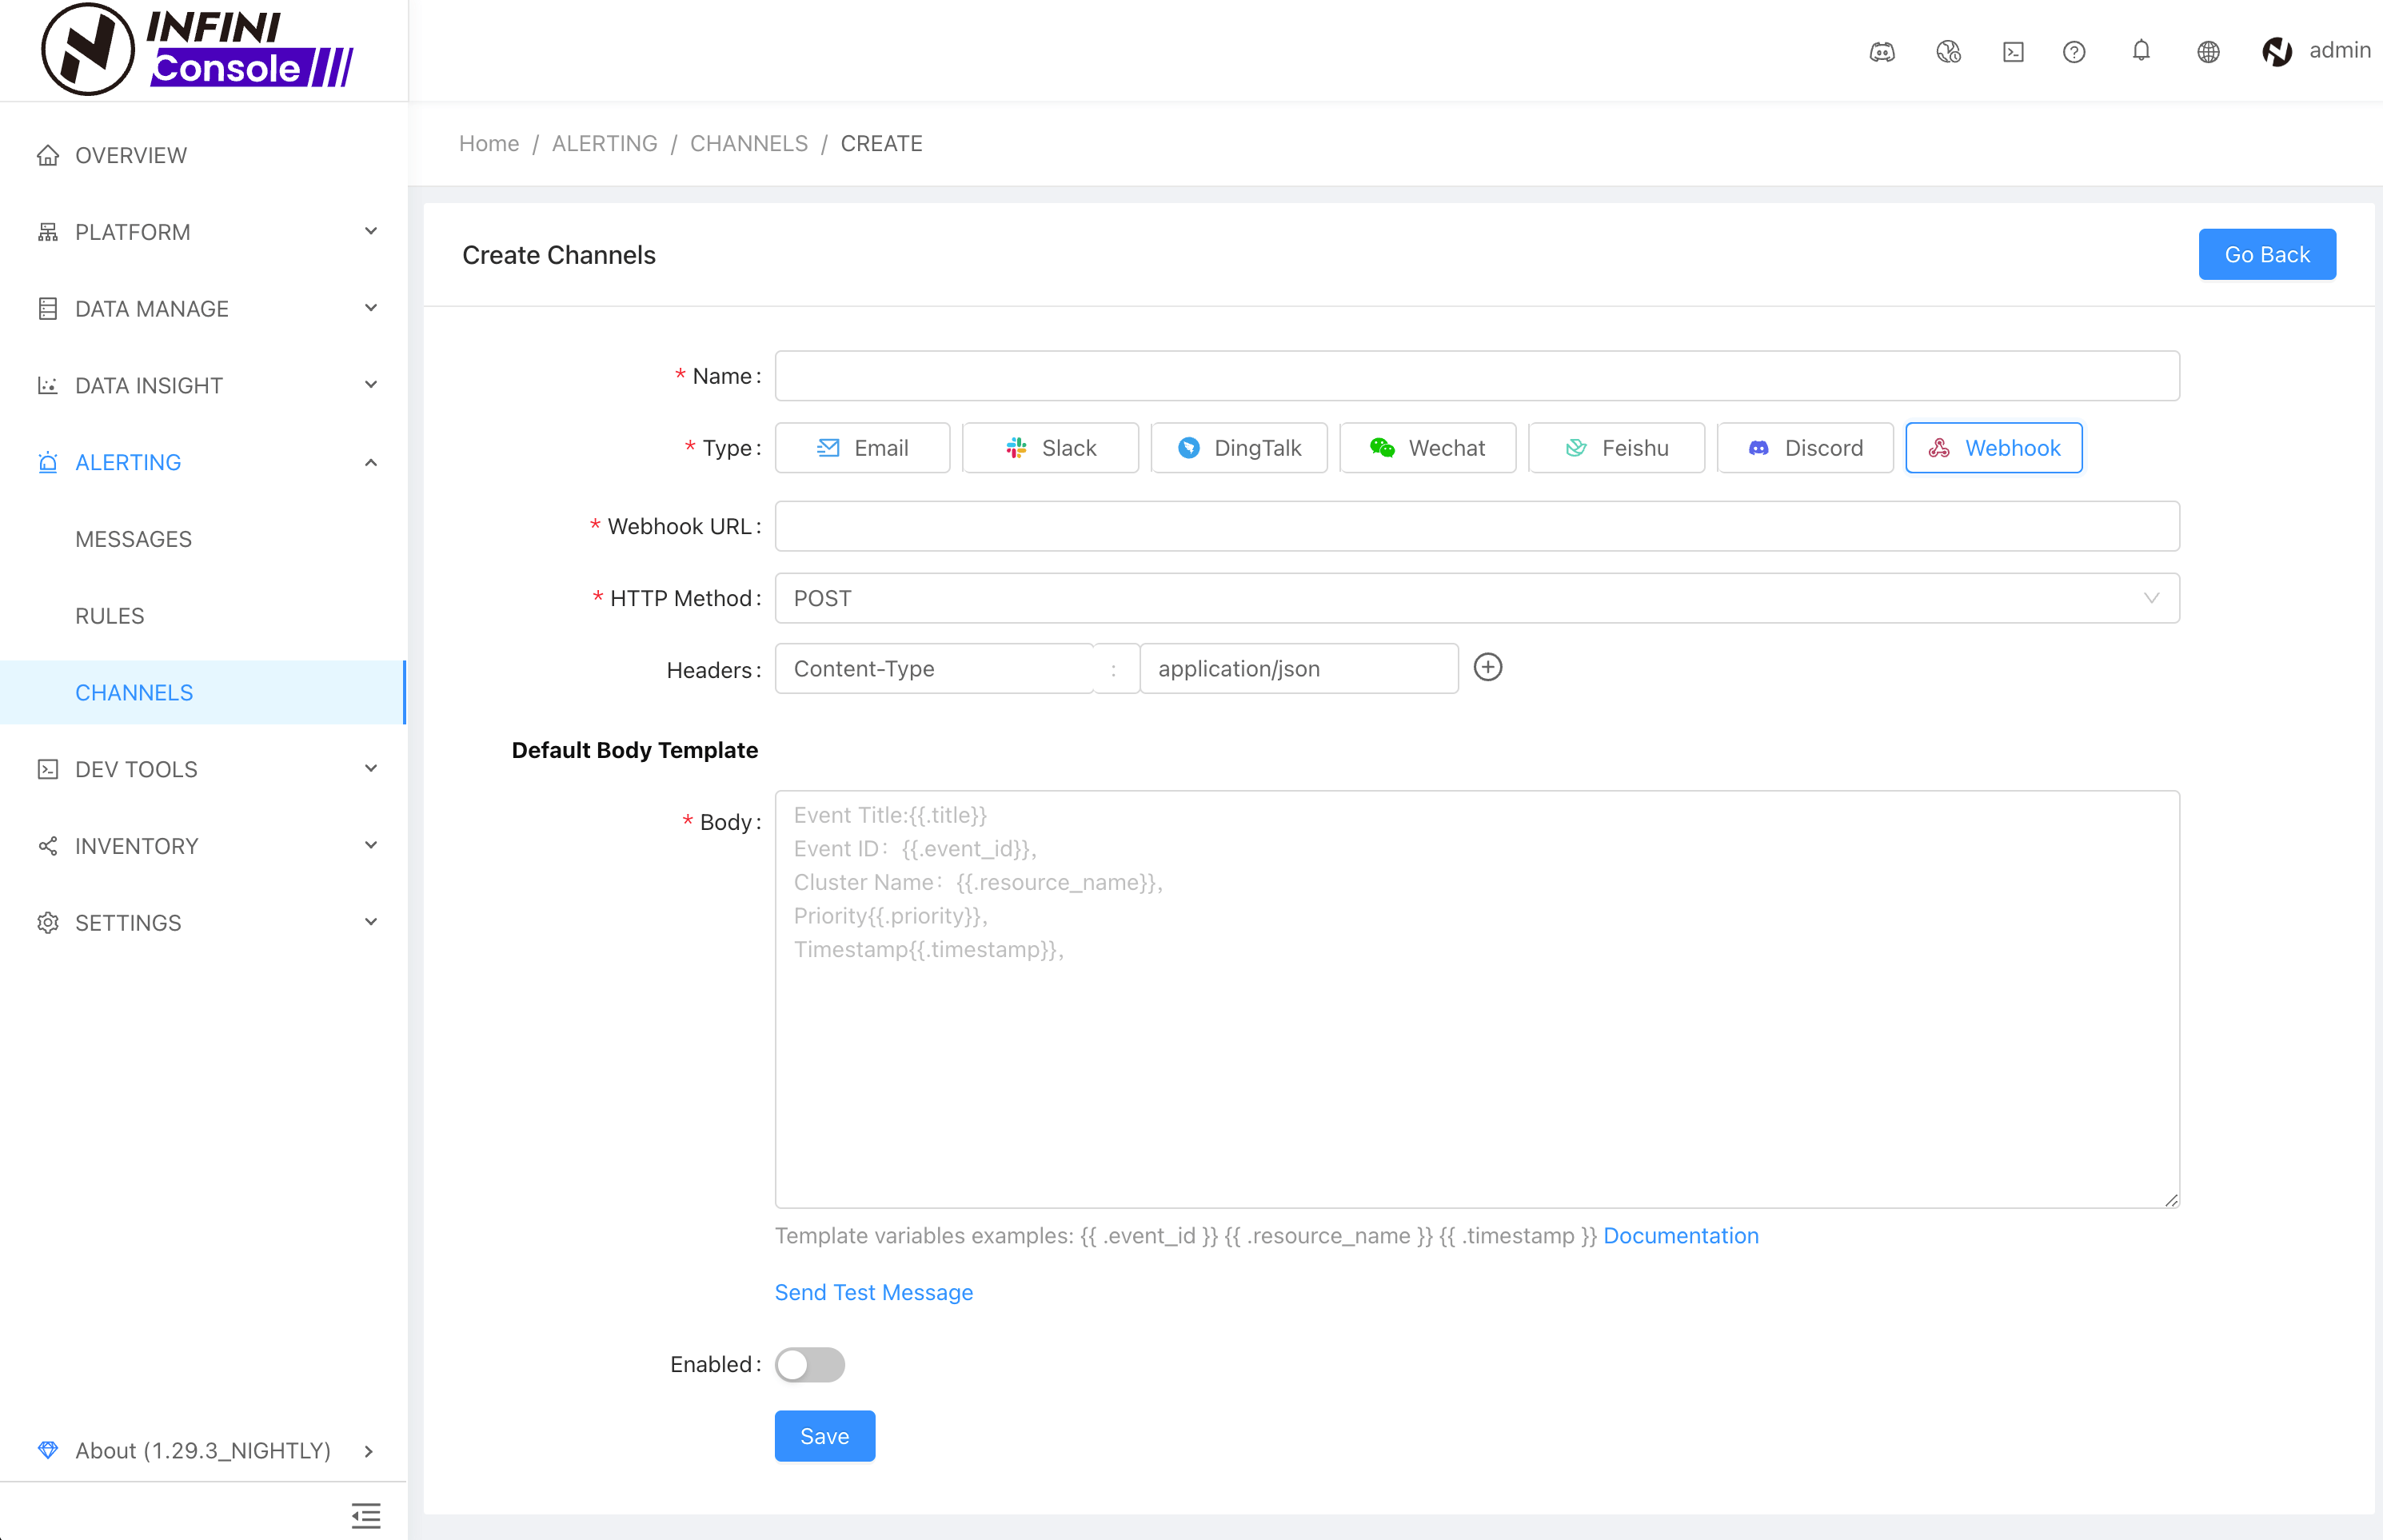 INFINI
Console
admin
OVERVIEW
PLATFORM
DATA MANAGE
DATA INSIGHT
ALERTING
MESSAGES
RULES
CHANNELS
DEV TOOLS
INVENTORY
SETTINGS
About (1.29.3_NIGHTLY)
Home / ALERTING / CHANNELS / CREATE
Create Channels
Go Back
* Name:
* Type: Email Slack DingTalk Wechat Feishu Discord Webhook
* Webhook URL:
* HTTP Method: POST
Headers: Content-Type : application/json
Default Body Template
* Body:
Event Title:{{.title}}
Event ID：{{.event_id}},
Cluster Name：{{.resource_name}},
Priority{{.priority}},
Timestamp{{.timestamp}},
Template variables examples: {{ .event_id }} {{ .resource_name }} {{ .timestamp }} Documentation
Send Test Message
Enabled:
Save